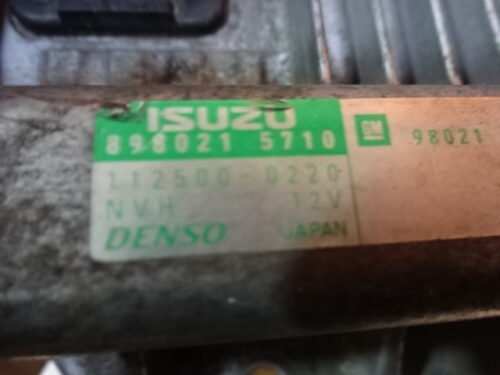 ISUZU
898021 5710
112500-0220
NVH 12V
DENSO JAPAN
GM 98021